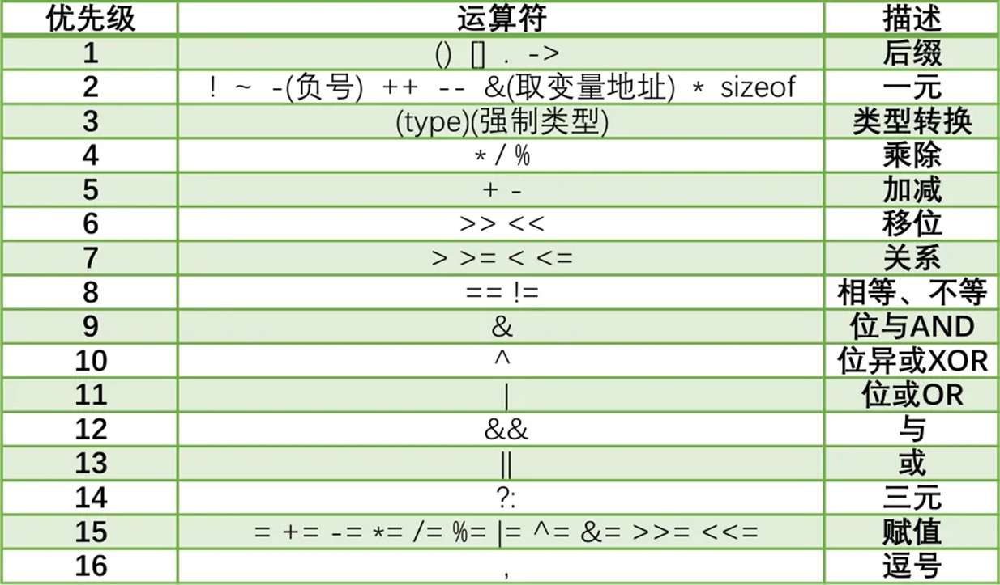 优先级 运算符 描述
1 () [] . -> 后缀
2 ! ~ -(负号) ++ -- &(取变量地址) * sizeof 一元
3 (type)(强制类型) 类型转换
4 * / % 乘除
5 + - 加减
6 >> << 移位
7 > >= < <= 关系
8 == != 相等、不等
9 & 位与AND
10 ^ 位异或XOR
11 | 位或OR
12 && 与
13 || 或
14 ?: 三元
15 = += -= *= /= %= |= ^= &= >>= <<= 赋值
16 , 逗号